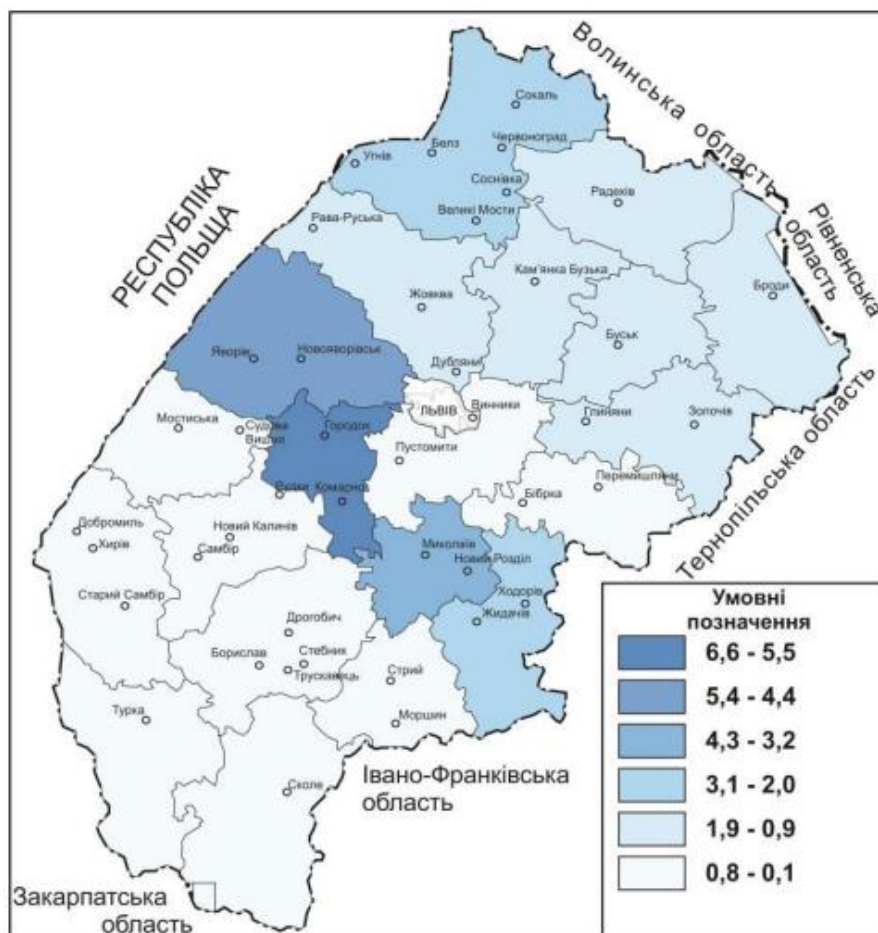 Волинська область
Сокаль
Червоноград
Белз
Угнів
Соснівка
Радехів
Великі Мости
РЕСПУБЛІКА
ПОЛЬЩА
Рава-Руська
Рівненська
область
Кам'янка Бузька
Броди
Жовква
Буськ
Яворів
Новояворівськ
Дубляни
ЛЬВІВ
Винники
Мостиська
Судова
Вишня
Городок
Глиняни
Золочів
Пустомити
Тернопільська область
Рудки
Комарно
Перемишляни
Бібрка
Добромиль
Хирів
Новий Калинів
Самбір
Миколаїв
Новий Розділ
Старий Самбір
Ходорів
Жидачів
Дрогобич
Борислав
Стебник
Трускавець
Стрий
Турка
Моршин
Сколе
Івано-Франківська
область
Закарпатська
область
Умовні
позначення
6,6 - 5,5
5,4 - 4,4
4,3 - 3,2
3,1 - 2,0
1,9 - 0,9
0,8 - 0,1